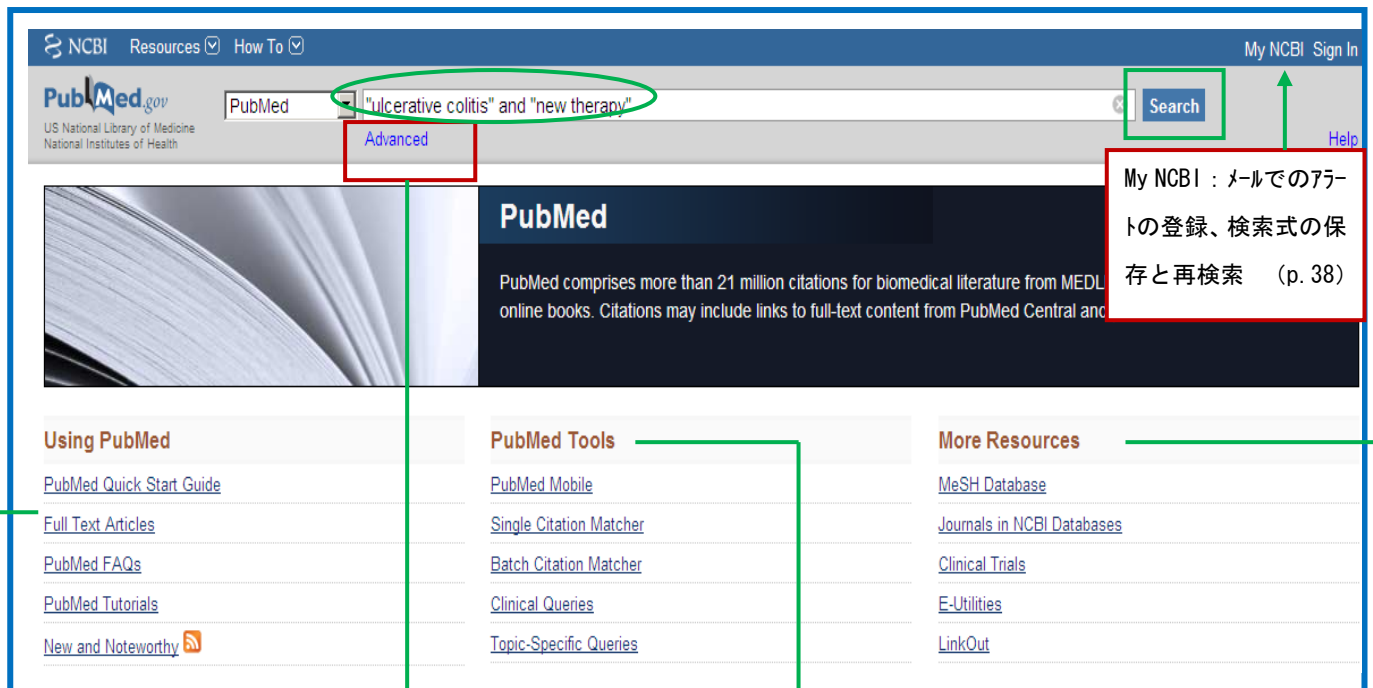 NCBI Resources How To My NCBI Sign In
PubMed.gov PubMed "ulcerative colitis" and "new therapy" Search
US National Library of Medicine
National Institutes of Health
Advanced
Help
My NCBI：ﾒｰﾙでのｱﾗｰ
ﾄの登録、検索式の保
存と再検索 （p.38）
PubMed
PubMed comprises more than 21 million citations for biomedical literature from MEDL
online books. Citations may include links to full-text content from PubMed Central and
Using PubMed
PubMed Quick Start Guide
Full Text Articles
PubMed FAQs
PubMed Tutorials
New and Noteworthy
PubMed Tools
PubMed Mobile
Single Citation Matcher
Batch Citation Matcher
Clinical Queries
Topic-Specific Queries
More Resources
MeSH Database
Journals in NCBI Databases
Clinical Trials
E-Utilities
LinkOut